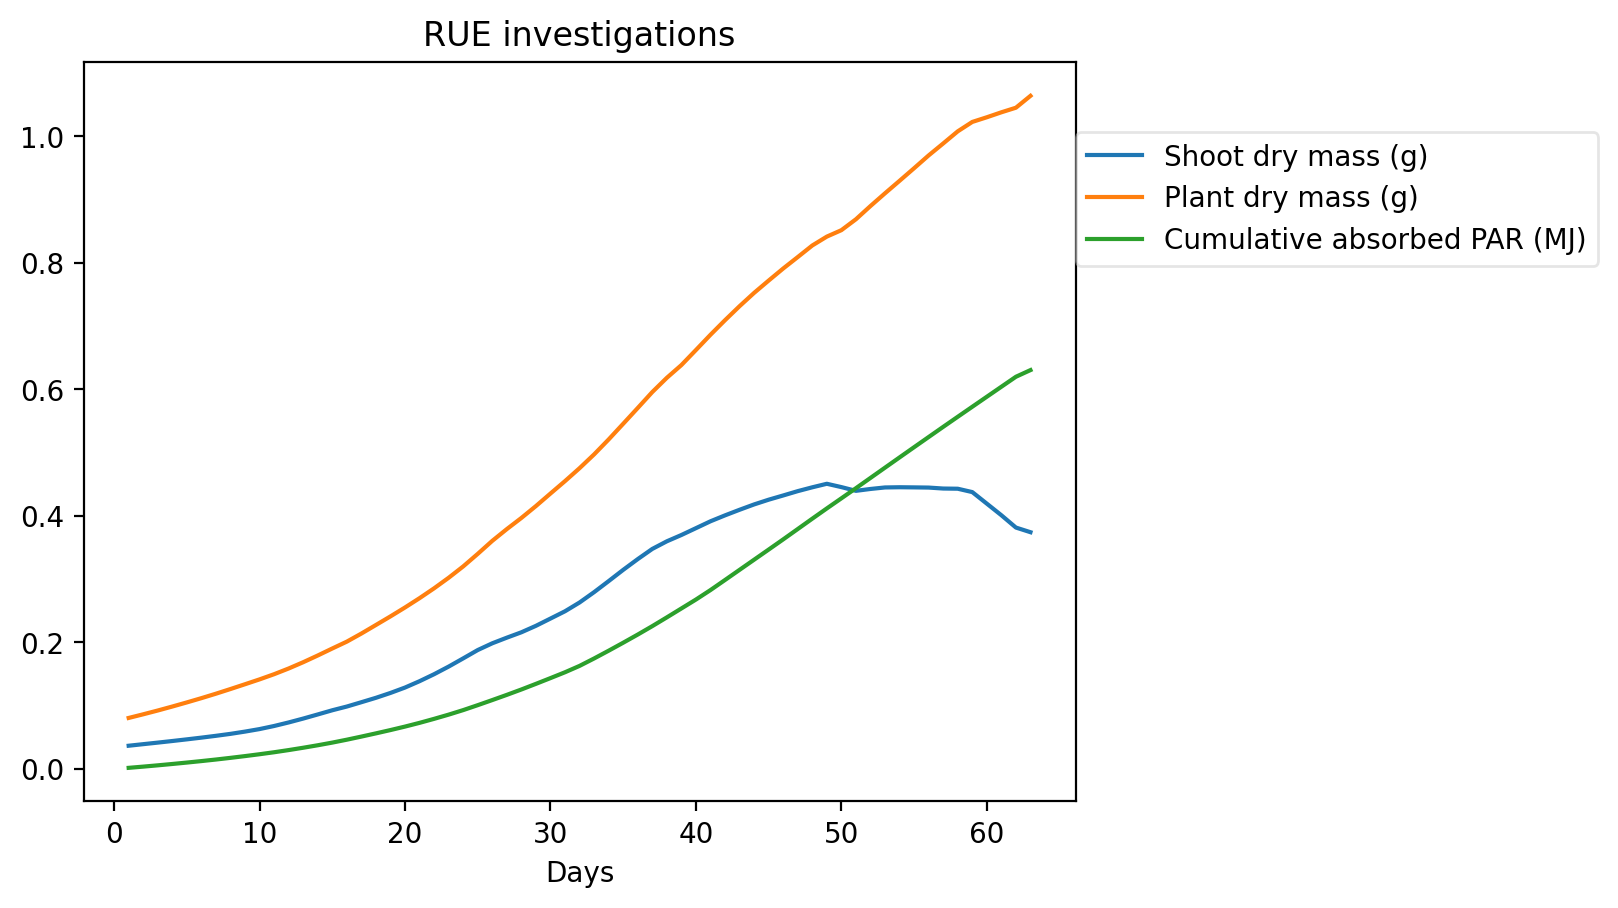 RUE investigations
1.0
0.8
0.6
0.4
0.2
0.0
0 10 20 30 40 50 60
Days
Shoot dry mass (g)
Plant dry mass (g)
Cumulative absorbed PAR (MJ)